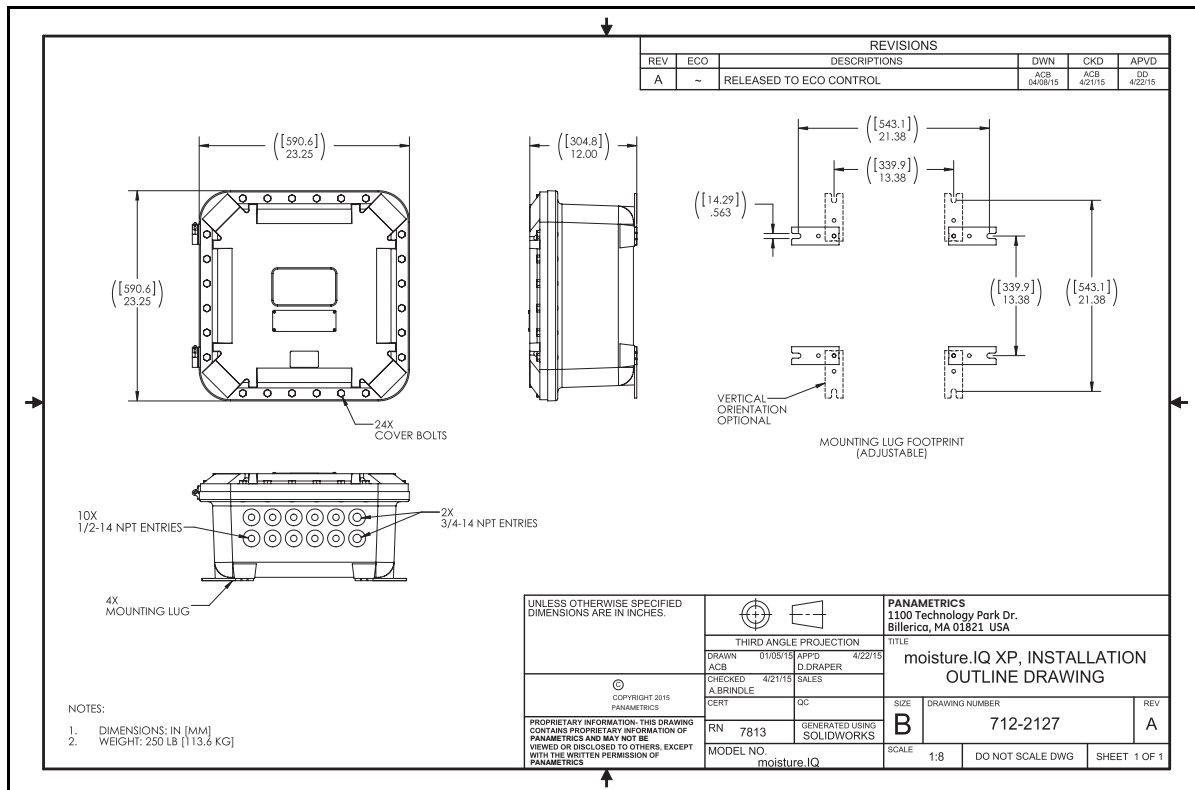 REVISIONS
REV ECO DESCRIPTIONS DWN CKD APVD
A ~ RELEASED TO ECO CONTROL ACB 04/08/15 ACB 4/21/15 DD 4/22/15
([590.6] 23.25)
([304.8] 12.00)
([543.1] 21.38)
([339.9] 13.38)
([14.29] .563)
([590.6] 23.25)
([339.9] 13.38)
([543.1] 21.38)
24X
COVER BOLTS
VERTICAL
ORIENTATION
OPTIONAL
MOUNTING LUG FOOTPRINT
(ADJUSTABLE)
10X
1/2-14 NPT ENTRIES
2X
3/4-14 NPT ENTRIES
4X
MOUNTING LUG
NOTES:
1. DIMENSIONS: IN [MM]
2. WEIGHT: 250 LB [113.6 KG]
UNLESS OTHERWISE SPECIFIED
DIMENSIONS ARE IN INCHES.
©
COPYRIGHT 2015
PANAMETRICS
PROPRIETARY INFORMATION- THIS DRAWING
CONTAINS PROPRIETARY INFORMATION OF
PANAMETRICS AND MAY NOT BE
VIEWED OR DISCLOSED TO OTHERS, EXCEPT
WITH THE WRITTEN PERMISSION OF
PANAMETRICS
THIRD ANGLE PROJECTION
DRAWN 01/05/15 APP'D 4/22/15
ACB D.DRAPER
CHECKED 4/21/15 SALES
A.BRINDLE
CERT QC
RN 7813 GENERATED USING
SOLIDWORKS
MODEL NO.
moisture.IQ
PANAMETRICS
1100 Technology Park Dr.
Billerica, MA 01821 USA
TITLE
moisture.IQ XP, INSTALLATION
OUTLINE DRAWING
SIZE DRAWING NUMBER REV
B 712-2127 A
SCALE 1:8 DO NOT SCALE DWG SHEET 1 OF 1